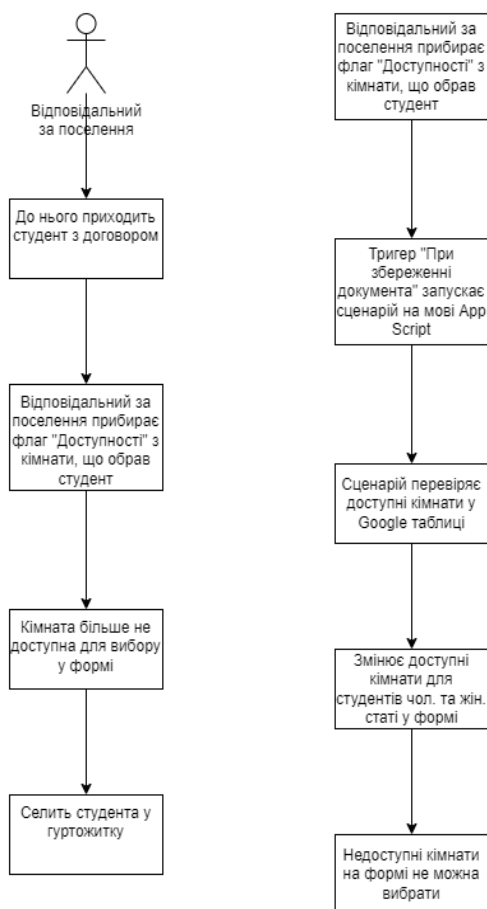 Відповідальний
за поселення
До нього приходить
студент з договором
Відповідальний за
поселення прибирає
флаг "Доступності" з
кімнати, що обрав
студент
Кімната більше не
доступна для вибору
у формі
Селить студента у
гуртожитку
Відповідальний за
поселення прибирає
флаг "Доступності" з
кімнати, що обрав
студент
Тригер "При
збереженні
документа" запускає
сценарій на мові App
Script
Сценарій перевіряє
доступні кімнати у
Google таблиці
Змінює доступні
кімнати для
студентів чол. та жін.
статі у формі
Недоступні кімнати
на формі не можна
вибрати